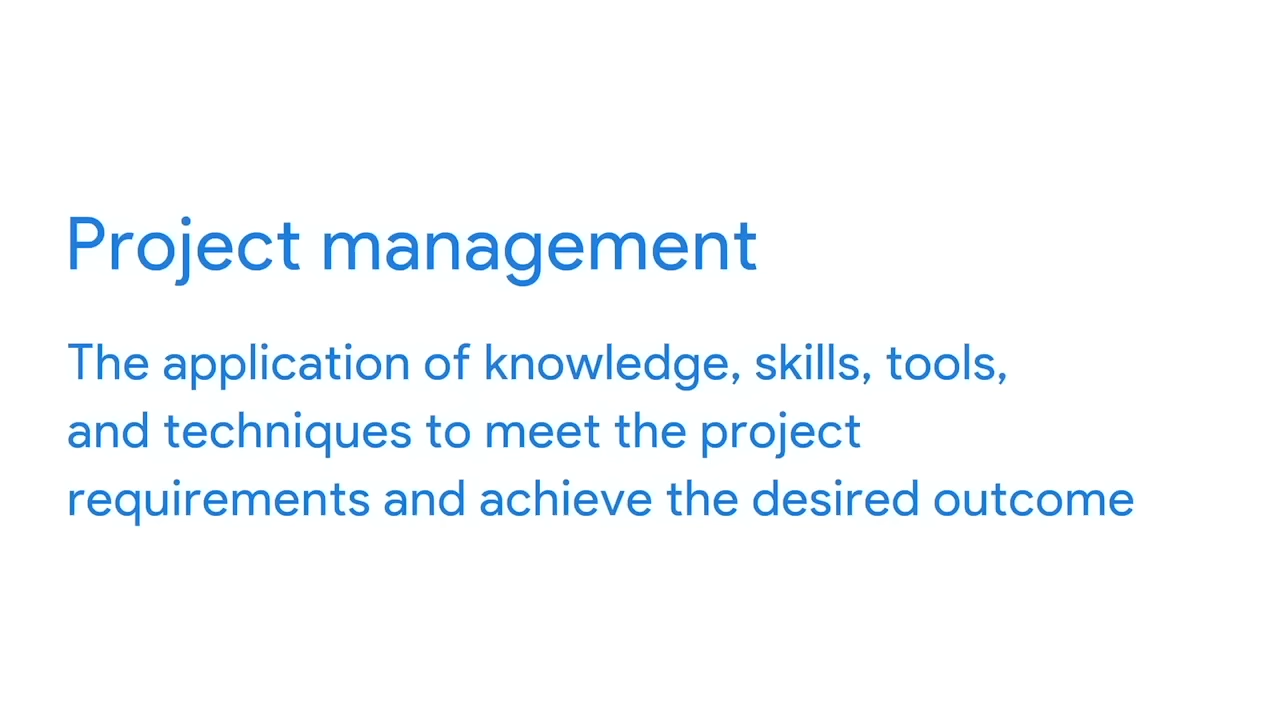 Project management
The application of knowledge, skills, tools,
and techniques to meet the project
requirements and achieve the desired outcome